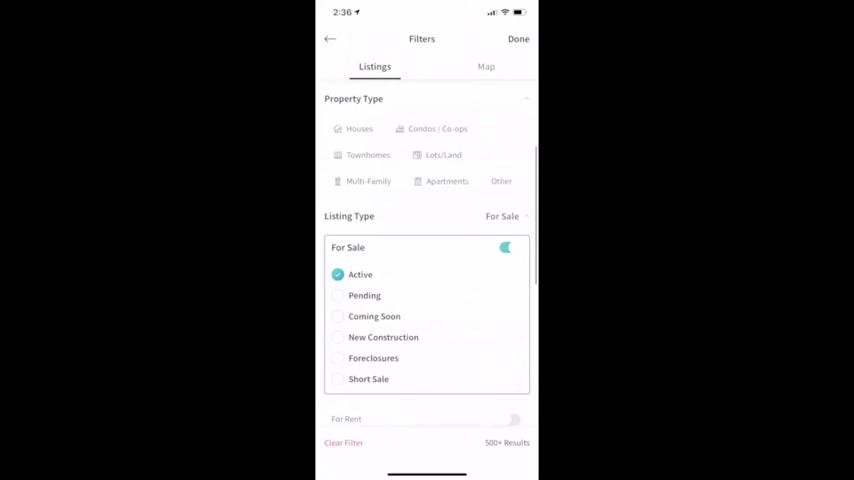 2:36
Filters
Done
Listings
Map
Property Type
Houses
Condos / Co-ops
Townhomes
Lots/Land
Multi-Family
Apartments
Other
Listing Type
For Sale
For Sale
Active
Pending
Coming Soon
New Construction
Foreclosures
Short Sale
For Rent
Clear Filter
500+ Results